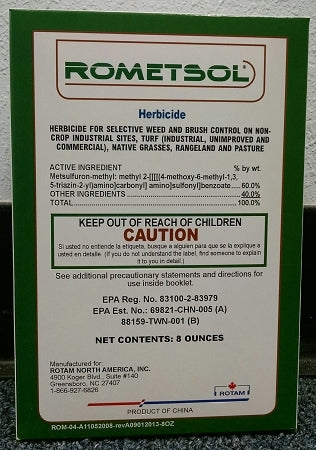 ROMETSOL®
Herbicide
HERBICIDE FOR SELECTIVE WEED AND BRUSH CONTROL ON NON-
CROP INDUSTRIAL SITES, TURF (INDUSTRIAL, UNIMPROVED AND
COMMERCIAL), NATIVE GRASSES, RANGELAND AND PASTURE
ACTIVE INGREDIENT % by wt.
Metsulfuron-methyl: methyl 2-[[[[(4-methoxy-6-methyl-1,3,
5-triazin-2-yl)amino]carbonyl] amino]sulfonyl]benzoate..... 60.0%
OTHER INGREDIENTS ................................ 40.0%
TOTAL................................................ 100.0%
KEEP OUT OF REACH OF CHILDREN
CAUTION
Si usted no entiende la etiqueta, busque a alguien para que se la explique a
usted en detalle. (If you do not understand the label, find someone to explain
it to you in detail.)
See additional precautionary statements and directions for
use inside booklet.
EPA Reg. No. 83100-2-83979
EPA Est. No.: 69821-CHN-005 (A)
88159-TWN-001 (B)
NET CONTENTS: 8 OUNCES
Manufactured for:
ROTAM NORTH AMERICA, INC.
4900 Koger Blvd., Suite #140
Greensboro, NC 27407
1-866-927-6826
ROTAM
PRODUCT OF CHINA
ROM-04-A11052008-revA09012013-8OZ